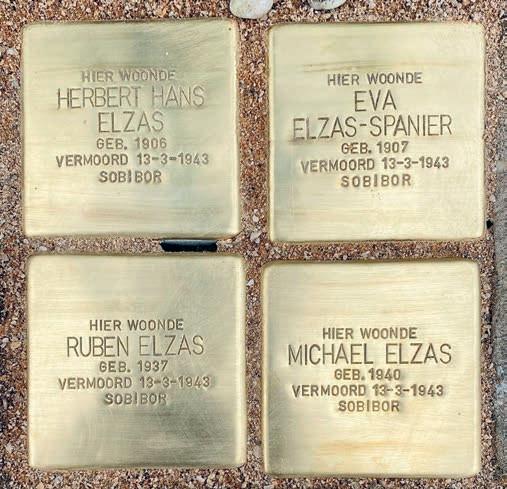 HIER WOONDE
HERBERT HANS
ELZAS
GEB. 1906
VERMOORD 13-3-1943
SOBIBOR
HIER WOONDE
EVA
ELZAS-SPANIER
GEB. 1907
VERMOORD 13-3-1943
SOBIBOR
HIER WOONDE
RUBEN ELZAS
GEB. 1937
VERMOORD 13-3-1943
SOBIBOR
HIER WOONDE
MICHAEL ELZAS
GEB. 1940
VERMOORD 13-3-1943
SOBIBOR